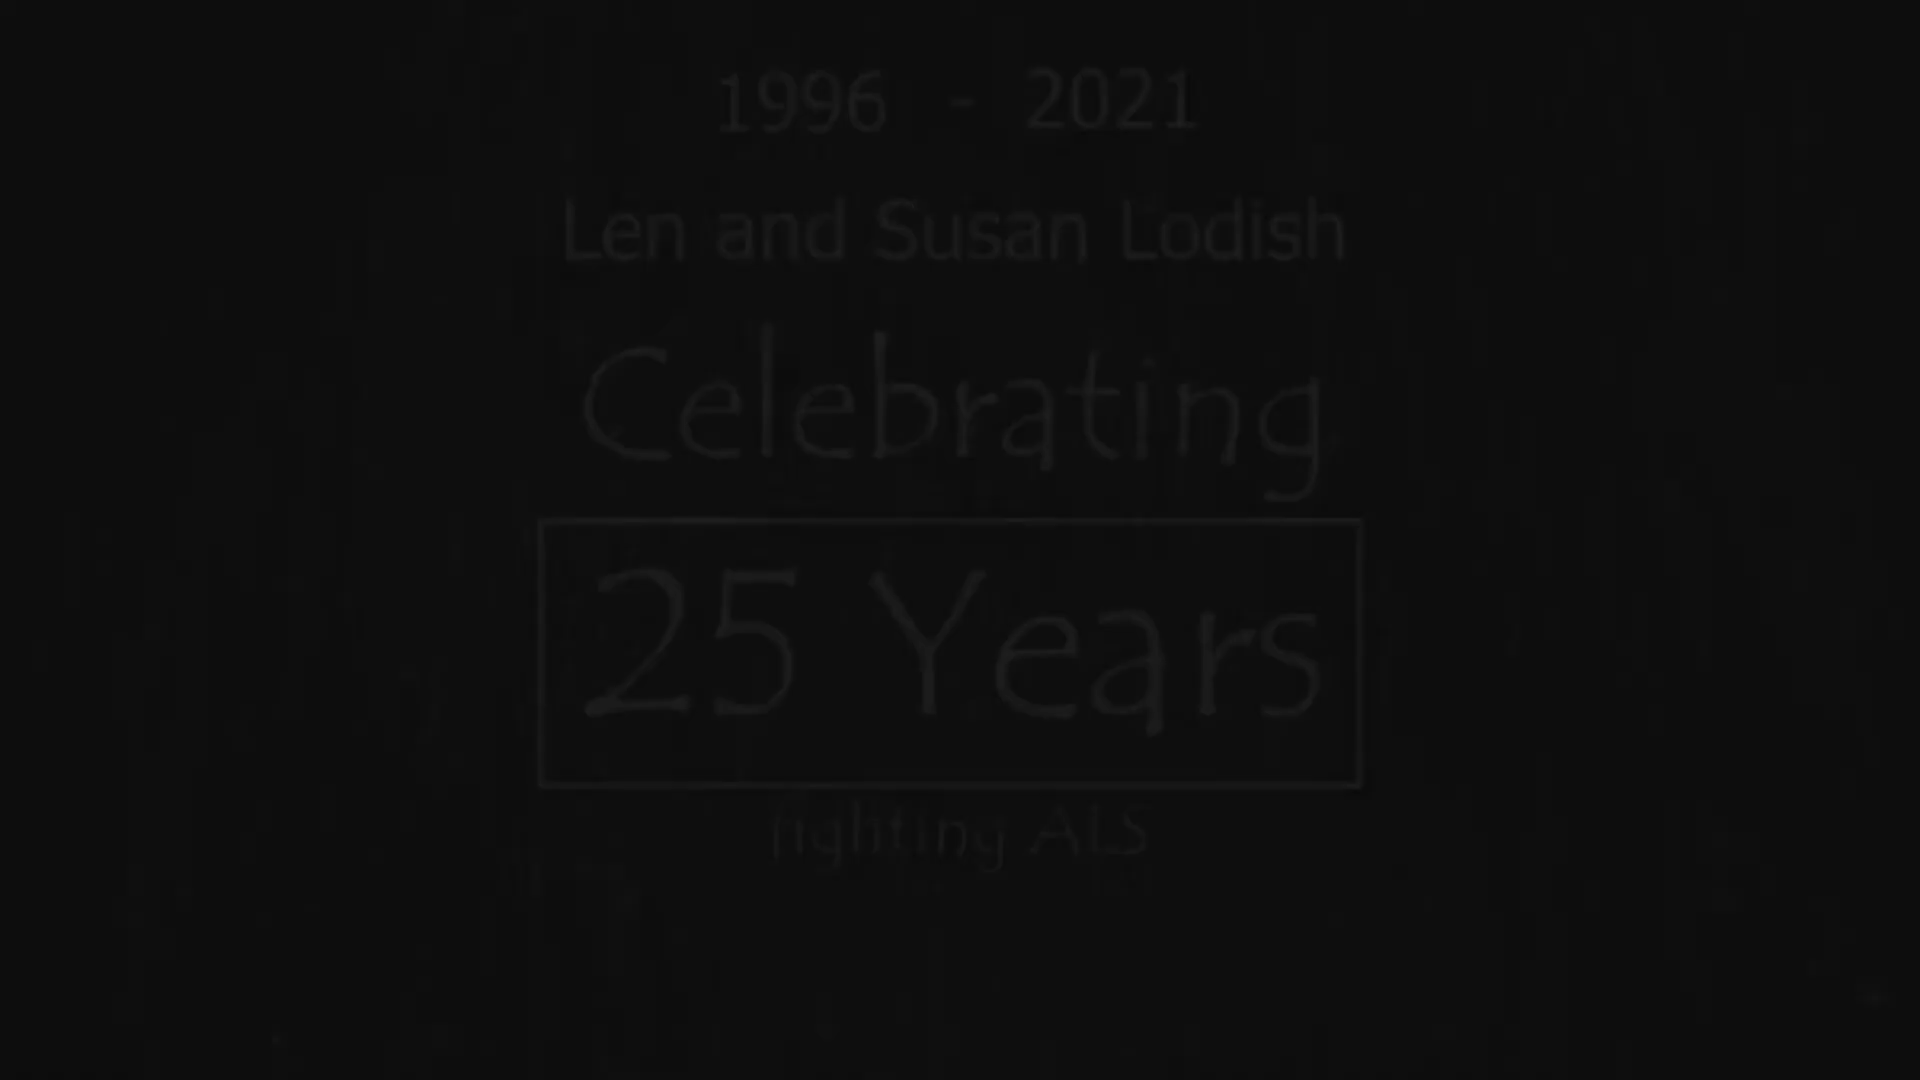 1996 - 2021
Len and Susan Lodish
Celebrating
25 Years
fighting ALS